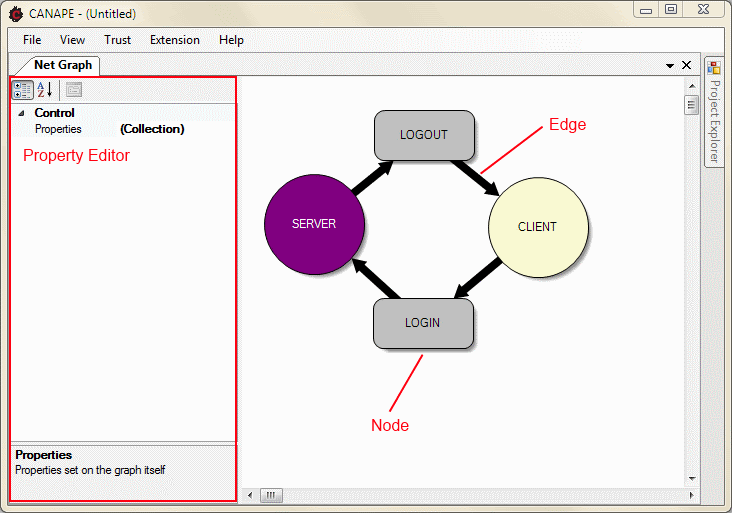 CANAPE - (Untitled)
File View Trust Extension Help
Net Graph
Project Explorer
Control
Properties (Collection)
Property Editor
LOGOUT
Edge
SERVER
CLIENT
LOGIN
Node
Properties
Properties set on the graph itself